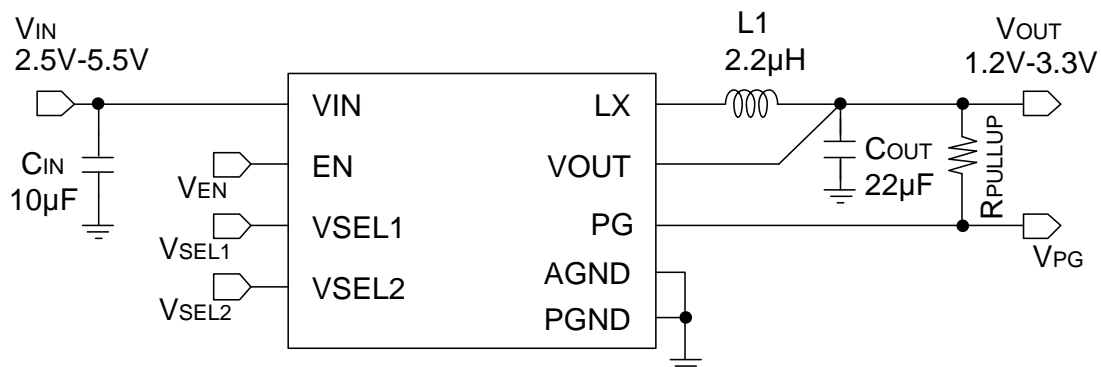 VIN
2.5V-5.5V
L1
2.2µH
VOUT
1.2V-3.3V
VIN
LX
CIN
10µF
EN
VOUT
COUT
22µF
RPULLUP
VEN
VSEL1
PG
VSEL1
VPG
VSEL2
AGND
VSEL2
PGND